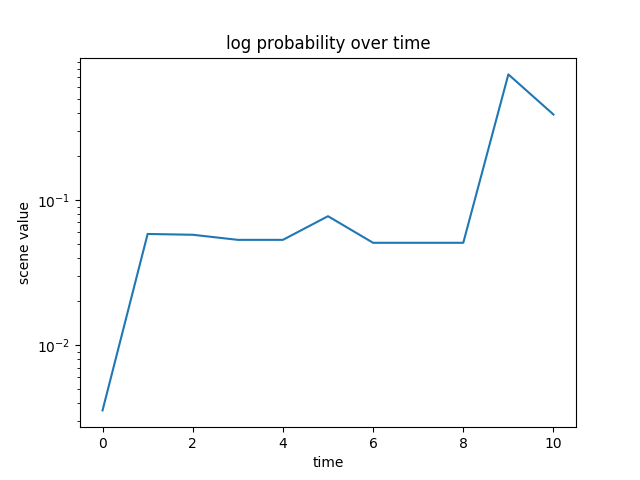 log probability over time
scene value
10⁻¹
10⁻²
0 2 4 6 8 10
time